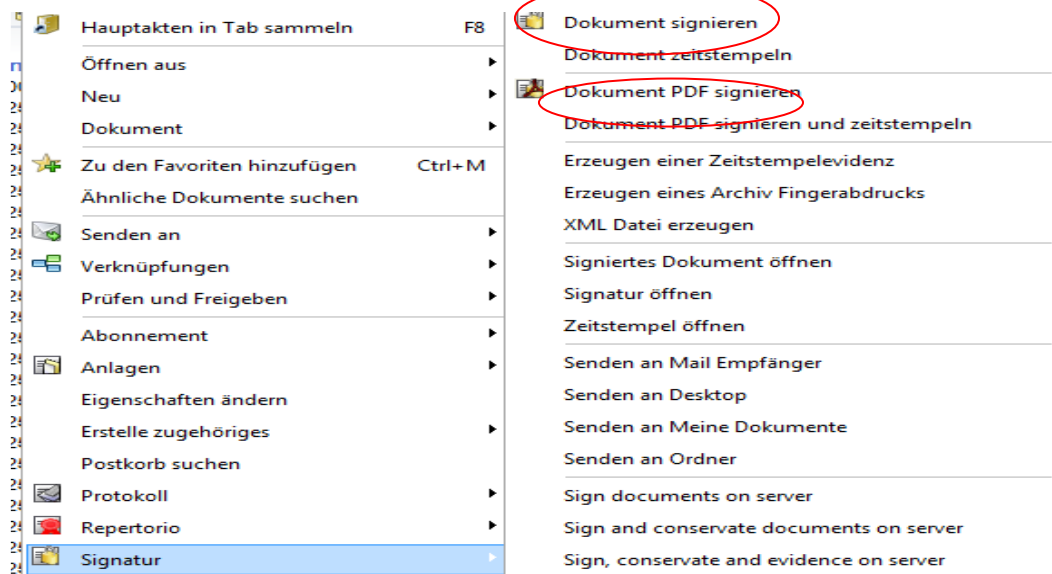 Hauptakten in Tab sammeln F8
Öffnen aus
Neu
Dokument
Zu den Favoriten hinzufügen Ctrl+M
Ähnliche Dokumente suchen
Senden an
Verknüpfungen
Prüfen und Freigeben
Abonnement
Anlagen
Eigenschaften ändern
Erstelle zugehöriges
Postkorb suchen
Protokoll
Repertorio
Signatur
Dokument signieren
Dokument zeitstempeln
Dokument PDF signieren
Dokument PDF signieren und zeitstempeln
Erzeugen einer Zeitstempelevidenz
Erzeugen eines Archiv Fingerabdrucks
XML Datei erzeugen
Signiertes Dokument öffnen
Signatur öffnen
Zeitstempel öffnen
Senden an Mail Empfänger
Senden an Desktop
Senden an Meine Dokumente
Senden an Ordner
Sign documents on server
Sign and conservate documents on server
Sign, conservate and evidence on server